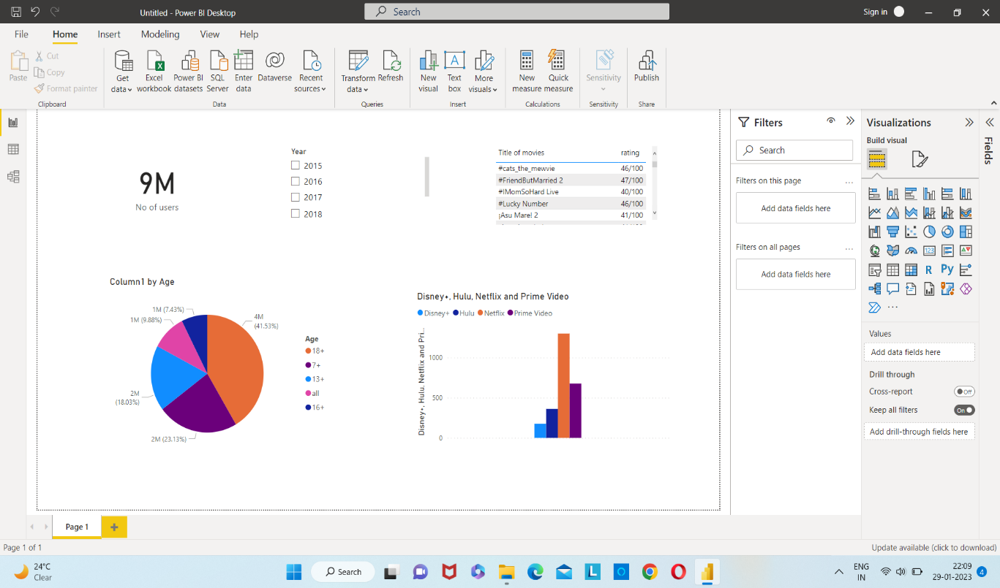 Untitled - Power BI Desktop
Search
Sign in
File
Home
Insert
Modeling
View
Help
Paste
Cut
Copy
Format painter
Clipboard
Get data
Excel workbook
Power BI datasets
SQL Server
Enter data
Dataverse
Recent sources
Data
Transform data
Refresh
Queries
New visual
Text box
More visuals
Insert
New measure
Quick measure
Calculations
Sensitivity
Sensitivity
Publish
Share
9M
No of users
Year
2015
2016
2017
2018
Title of movies rating
#cats_the_mewvie 46/100
#FriendButMarried 2 47/100
#IMomSoHard Live 40/100
#Lucky Number 46/100
¡Asu Mare! 2 41/100
Column1 by Age
1M (7.43%)
1M (9.88%)
4M
(41.53%)
2M
(18.03%)
2M (23.13%)
Age
18+
7+
13+
all
16+
Disney+, Hulu, Netflix and Prime Video
Disney+ Hulu Netflix Prime Video
Disney+, Hulu, Netflix and Pri...
1000
500
0
Filters
Search
Filters on this page
...
Add data fields here
Filters on all pages
...
Add data fields here
Visualizations
Build visual
123
R
Py
...
Values
Add data fields here
Drill through
Cross-report
Off
Keep all filters
On
Add drill-through fields here
Fields
Page 1
+
Page 1 of 1
Update available (click to download)
24°C
Clear
Search
L
ENG
IN
22:09
29-01-2023
4